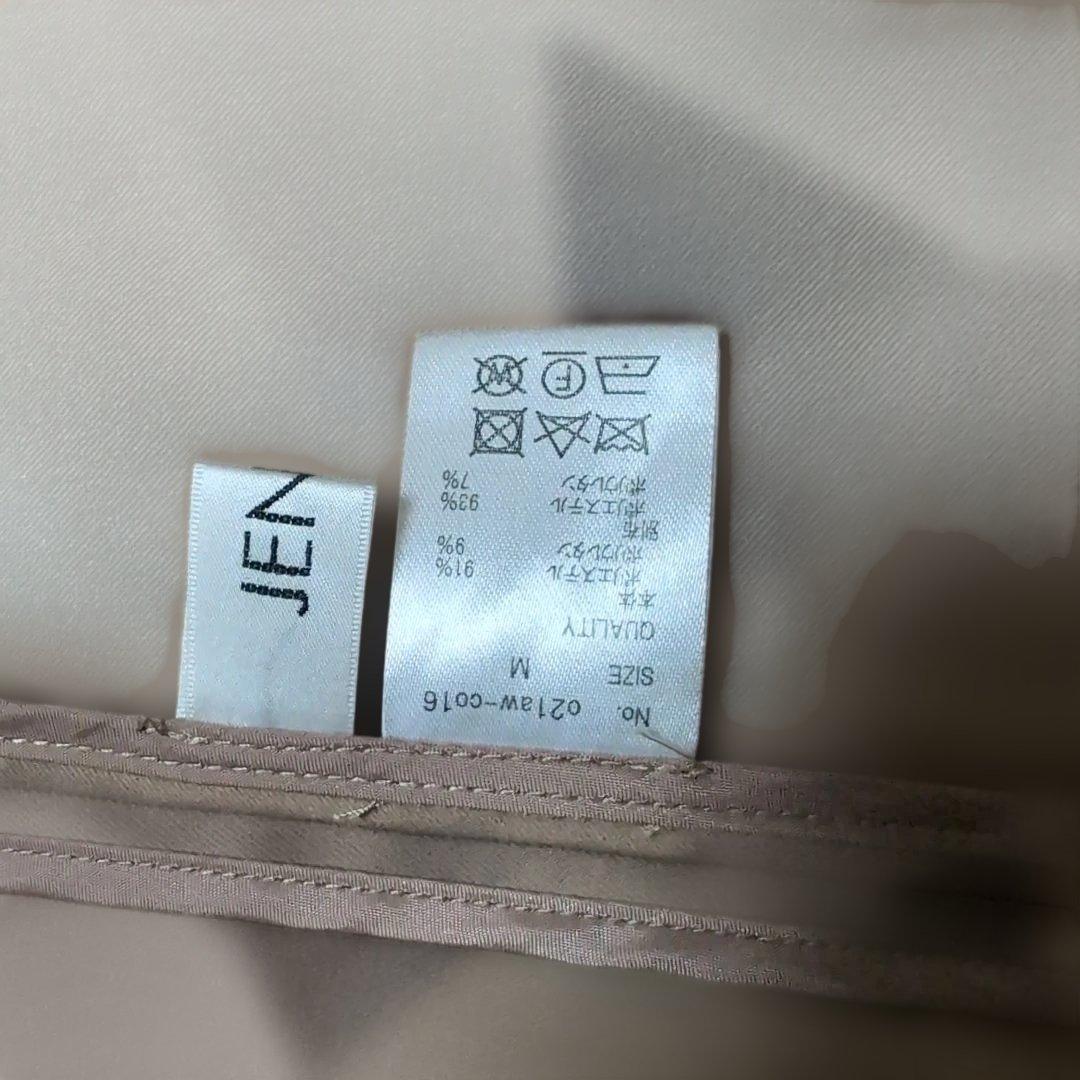 No. o21aw-co16
SIZE M
QUALITY
本体
ポリエステル 91%
ポリウレタン 9%
別布
ポリエステル 93%
ポリウレタン 7%
F W
JEN